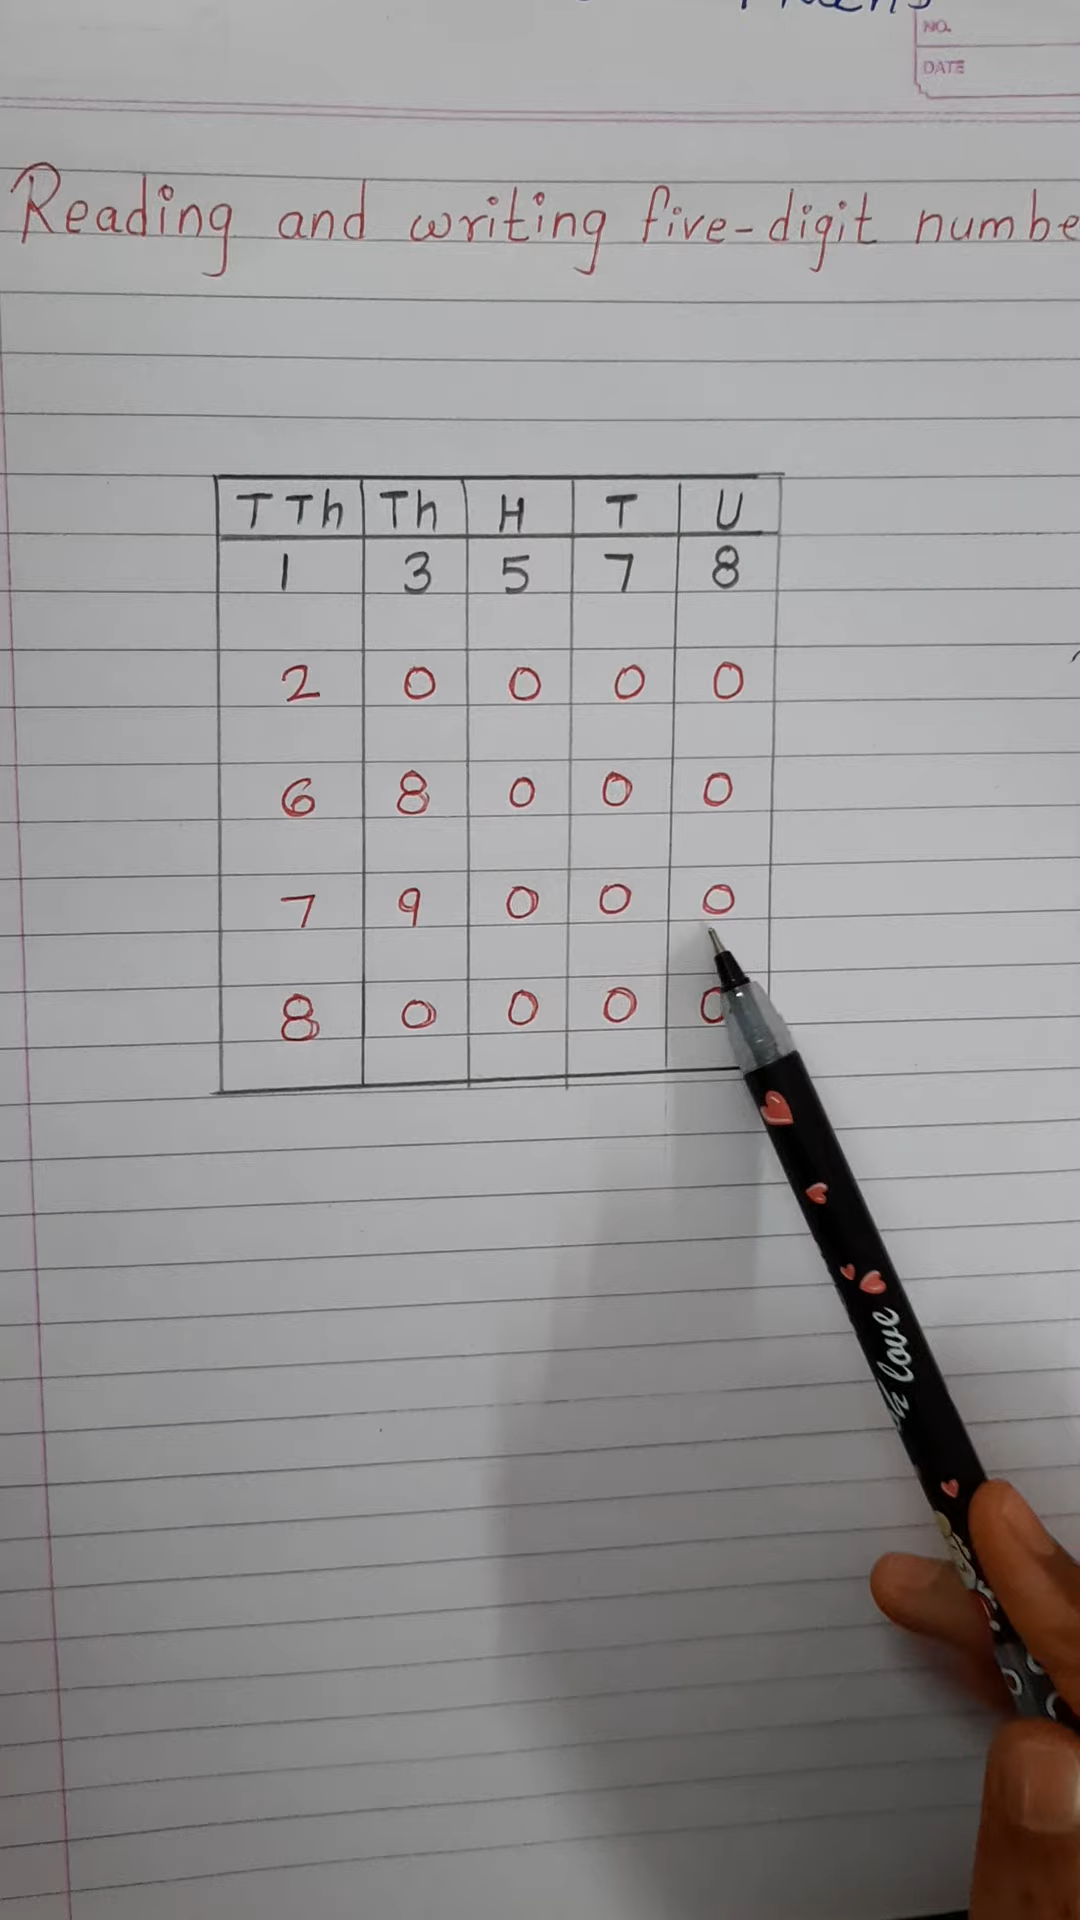 NO.
DATE
Reading and writing five-digit numbe
T Th Th H T U
1 3 5 7 8
2 0 0 0 0
6 8 0 0 0
7 9 0 0 0
8 0 0 0 0
love